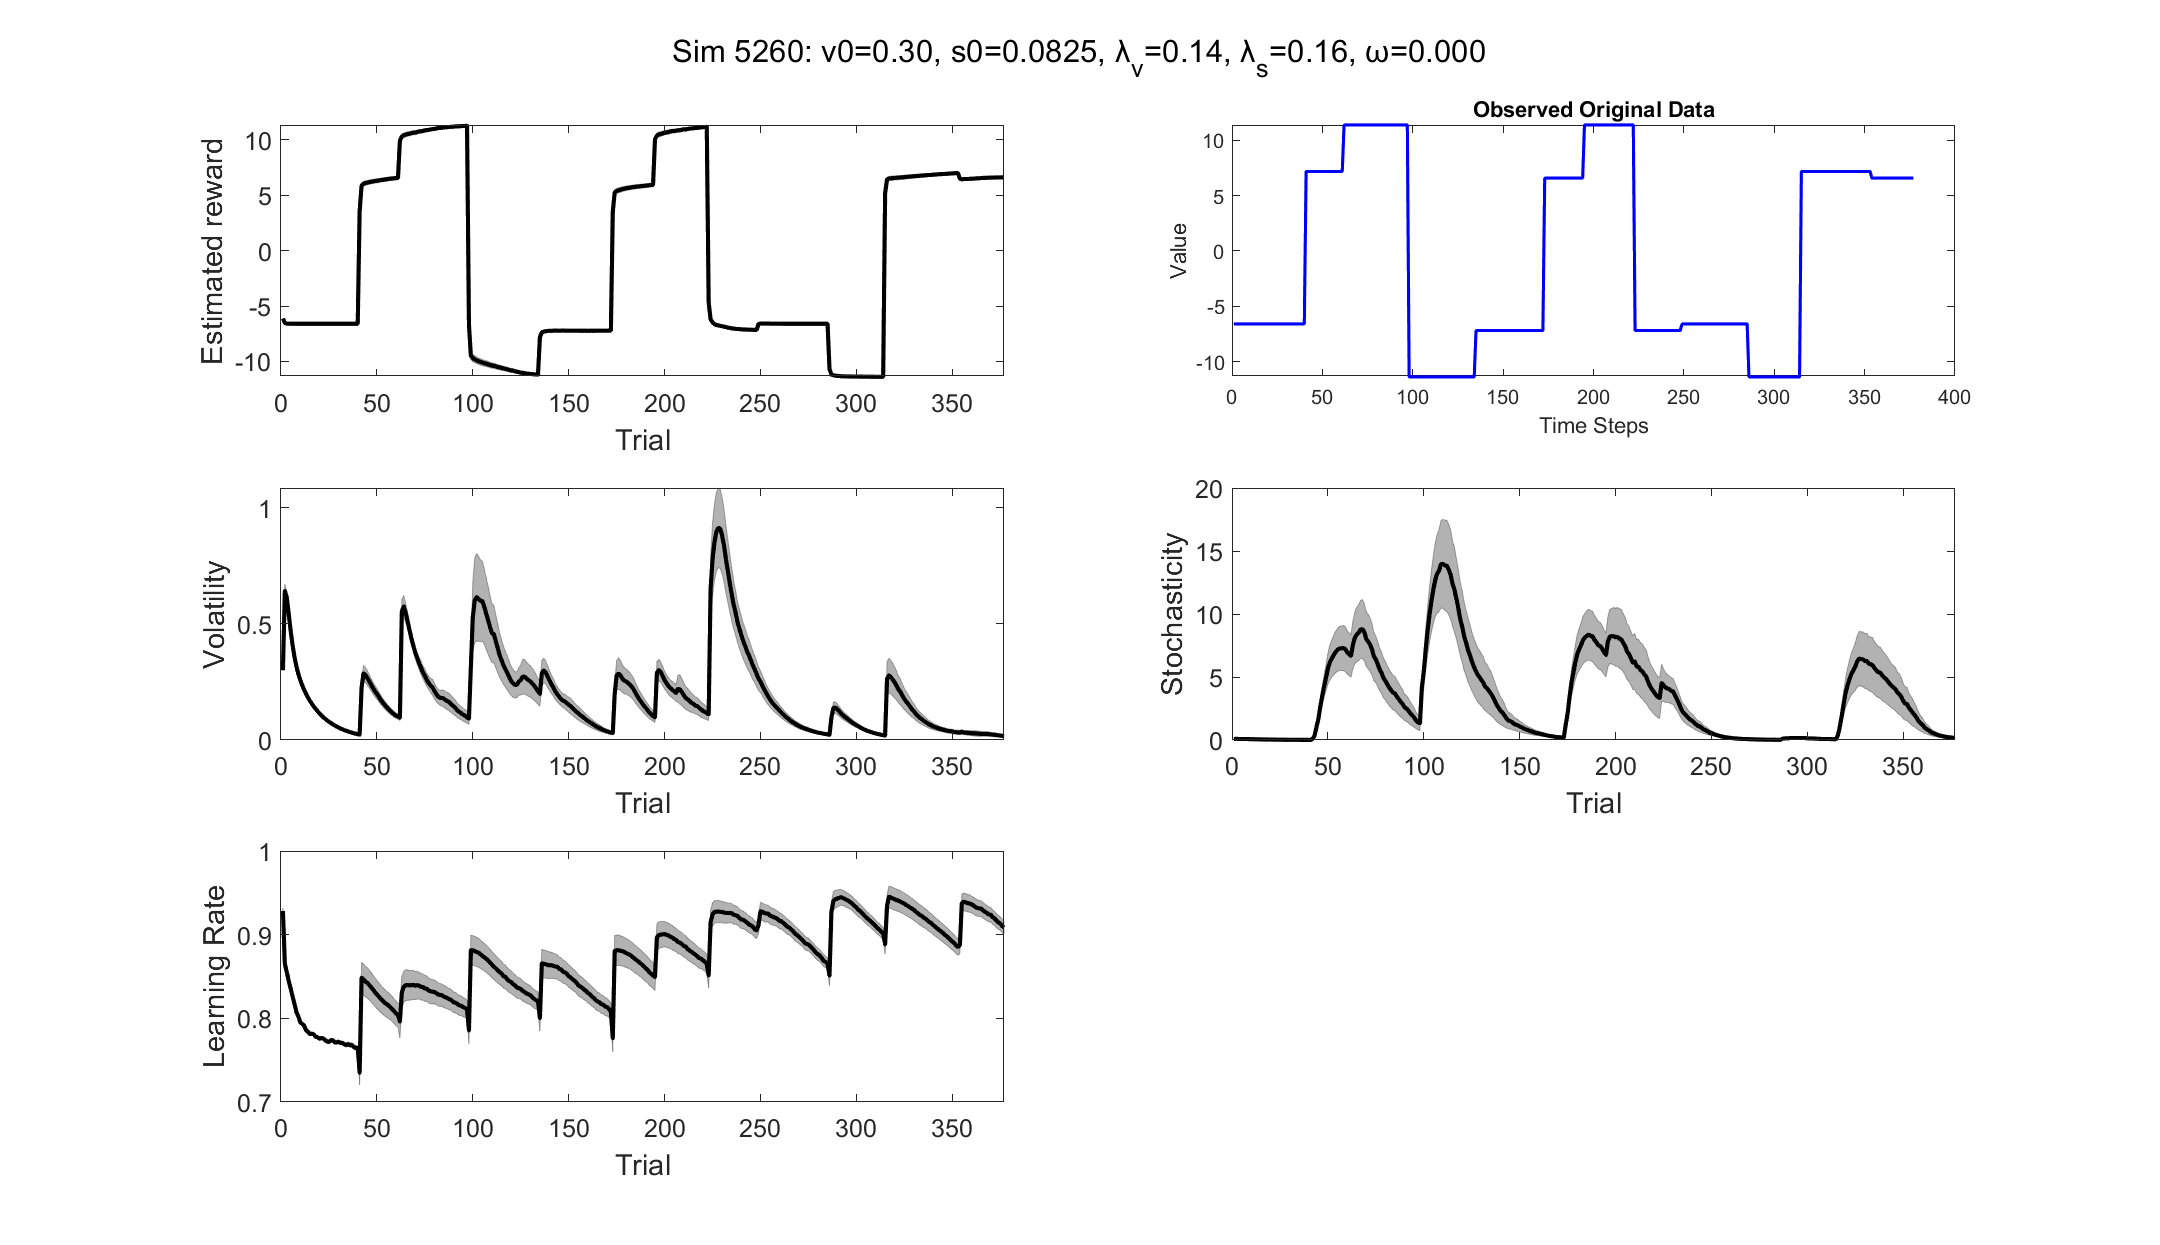 Sim 5260: v0=0.30, s0=0.0825, λv=0.14, λs=0.16, ω=0.000
Estimated reward
10
5
0
-5
-10
0 50 100 150 200 250 300 350
Trial
Observed Original Data
Value
10
5
0
-5
-10
0 50 100 150 200 250 300 350 400
Time Steps
Volatility
1
0.5
0
0 50 100 150 200 250 300 350
Trial
Stochasticity
20
15
10
5
0
0 50 100 150 200 250 300 350
Trial
Learning Rate
1
0.9
0.8
0.7
0 50 100 150 200 250 300 350
Trial